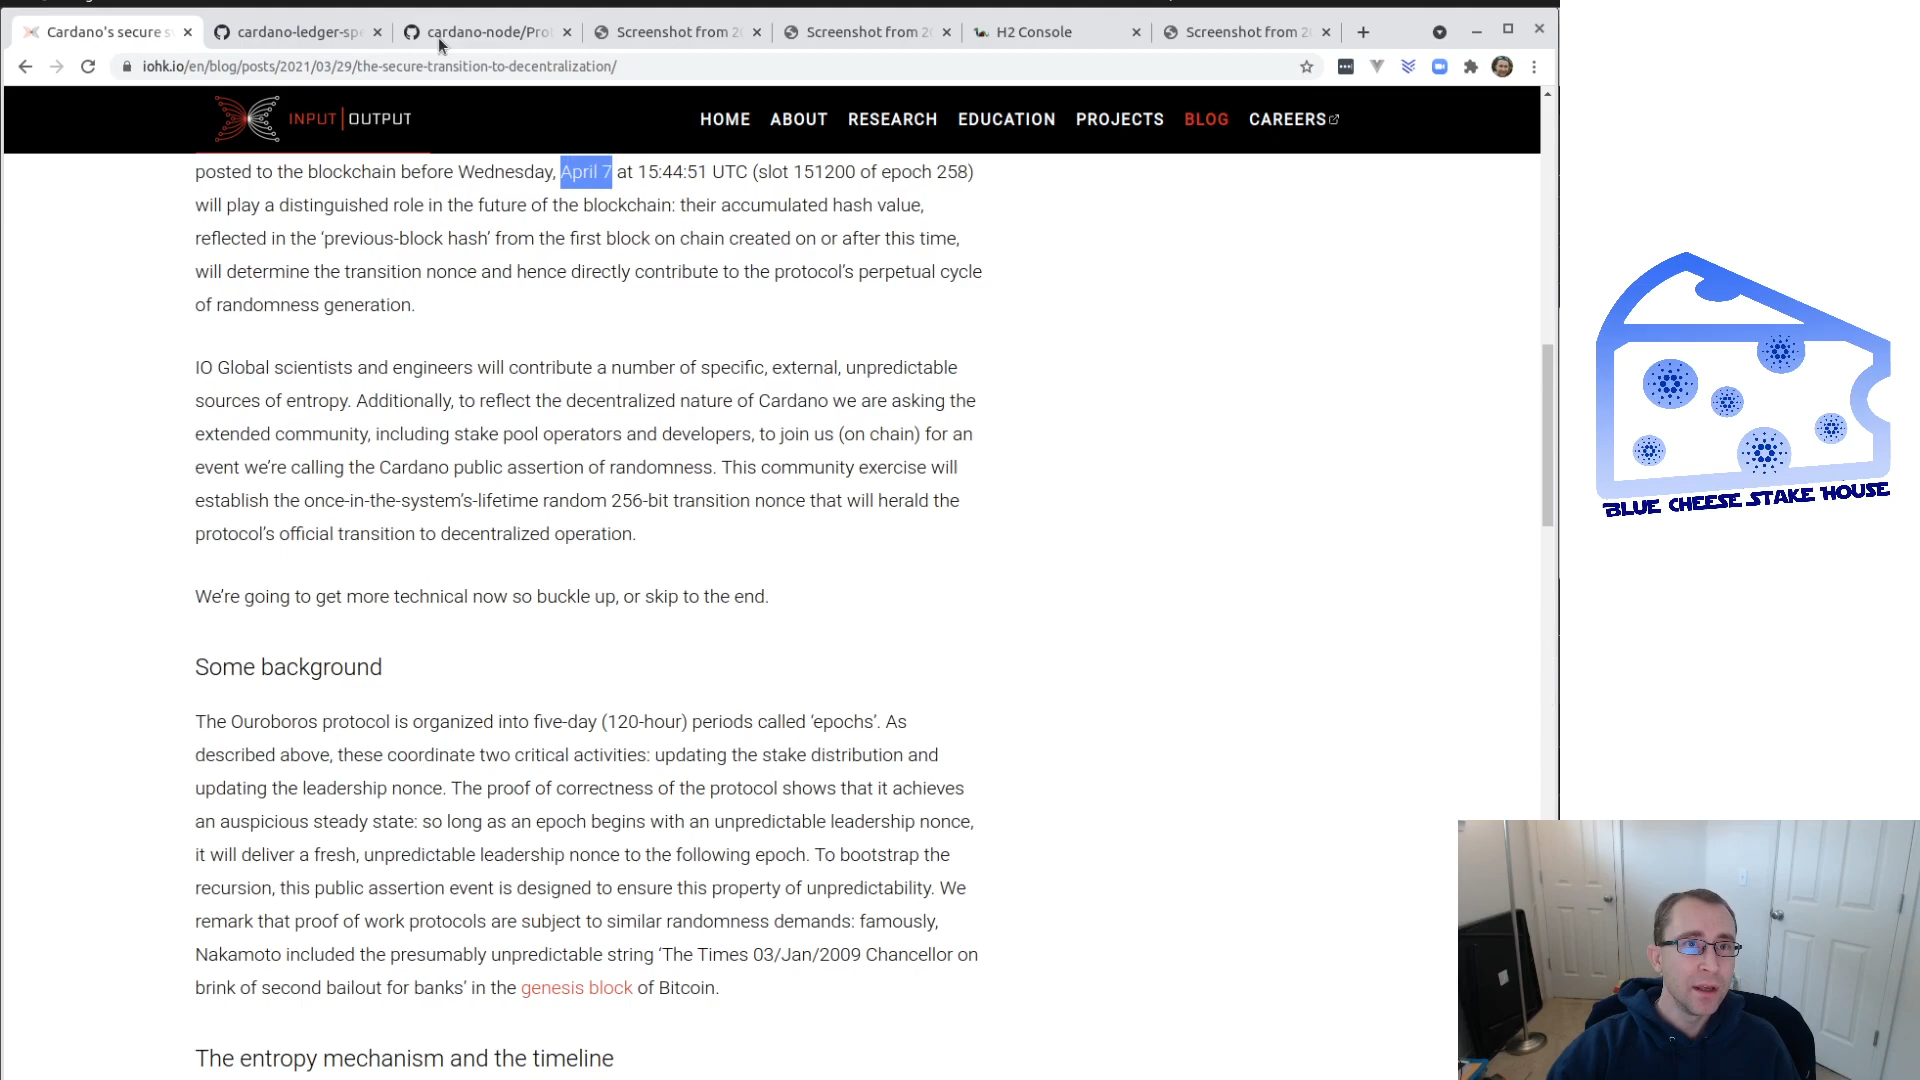 Cardano's secure s
cardano-ledger-spe
cardano-node/Pro
Screenshot from 2
Screenshot from 20
H2 Console
Screenshot from 2
iohk.io/en/blog/posts/2021/03/29/the-secure-transition-to-decentralization/
INPUT OUTPUT
HOME ABOUT RESEARCH EDUCATION PROJECTS BLOG CAREERS
posted to the blockchain before Wednesday, April 7 at 15:44:51 UTC (slot 151200 of epoch 258)
will play a distinguished role in the future of the blockchain: their accumulated hash value,
reflected in the ‘previous-block hash’ from the first block on chain created on or after this time,
will determine the transition nonce and hence directly contribute to the protocol’s perpetual cycle
of randomness generation.
IO Global scientists and engineers will contribute a number of specific, external, unpredictable
sources of entropy. Additionally, to reflect the decentralized nature of Cardano we are asking the
extended community, including stake pool operators and developers, to join us (on chain) for an
event we’re calling the Cardano public assertion of randomness. This community exercise will
establish the once-in-the-system’s-lifetime random 256-bit transition nonce that will herald the
protocol’s official transition to decentralized operation.
We’re going to get more technical now so buckle up, or skip to the end.
Some background
The Ouroboros protocol is organized into five-day (120-hour) periods called ‘epochs’. As
described above, these coordinate two critical activities: updating the stake distribution and
updating the leadership nonce. The proof of correctness of the protocol shows that it achieves
an auspicious steady state: so long as an epoch begins with an unpredictable leadership nonce,
it will deliver a fresh, unpredictable leadership nonce to the following epoch. To bootstrap the
recursion, this public assertion event is designed to ensure this property of unpredictability. We
remark that proof of work protocols are subject to similar randomness demands: famously,
Nakamoto included the presumably unpredictable string ‘The Times 03/Jan/2009 Chancellor on
brink of second bailout for banks’ in the genesis block of Bitcoin.
The entropy mechanism and the timeline
BLUE CHEESE STAKE HOUSE